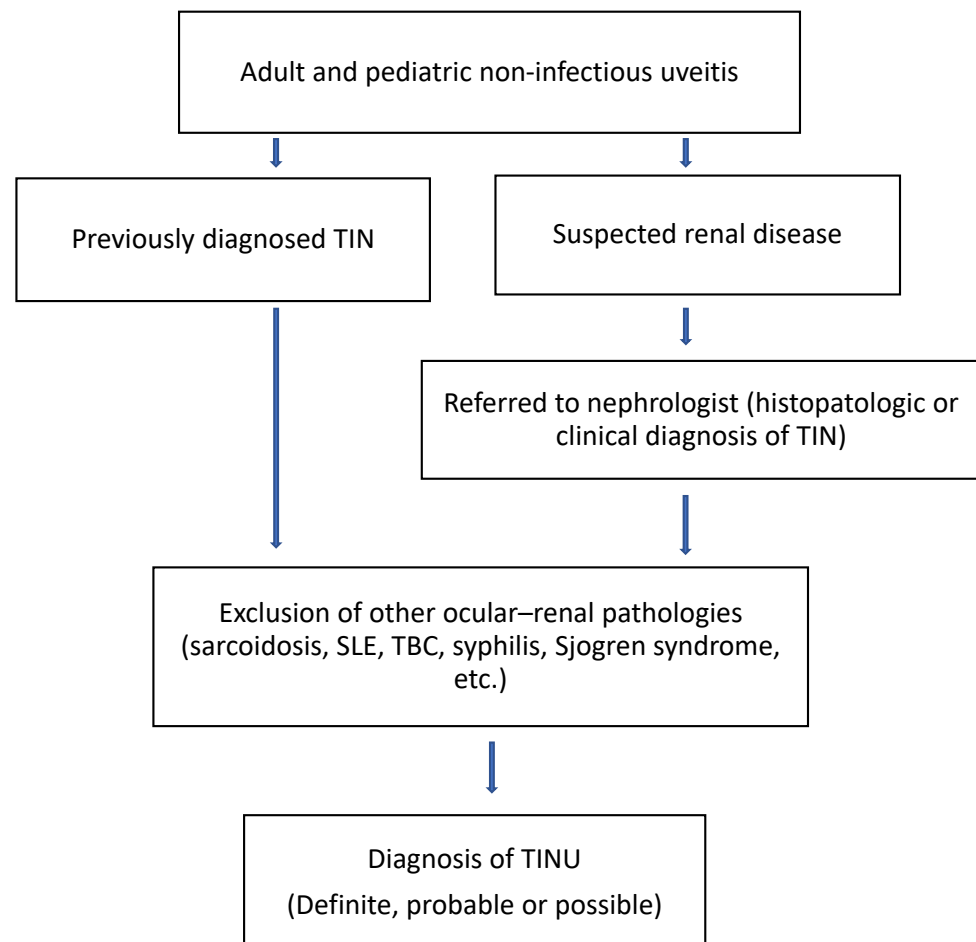 Adult and pediatric non-infectious uveitis
Previously diagnosed TIN
Suspected renal disease
Referred to nephrologist (histopatologic or
clinical diagnosis of TIN)
Exclusion of other ocular–renal pathologies
(sarcoidosis, SLE, TBC, syphilis, Sjogren syndrome,
etc.)
Diagnosis of TINU
(Definite, probable or possible)